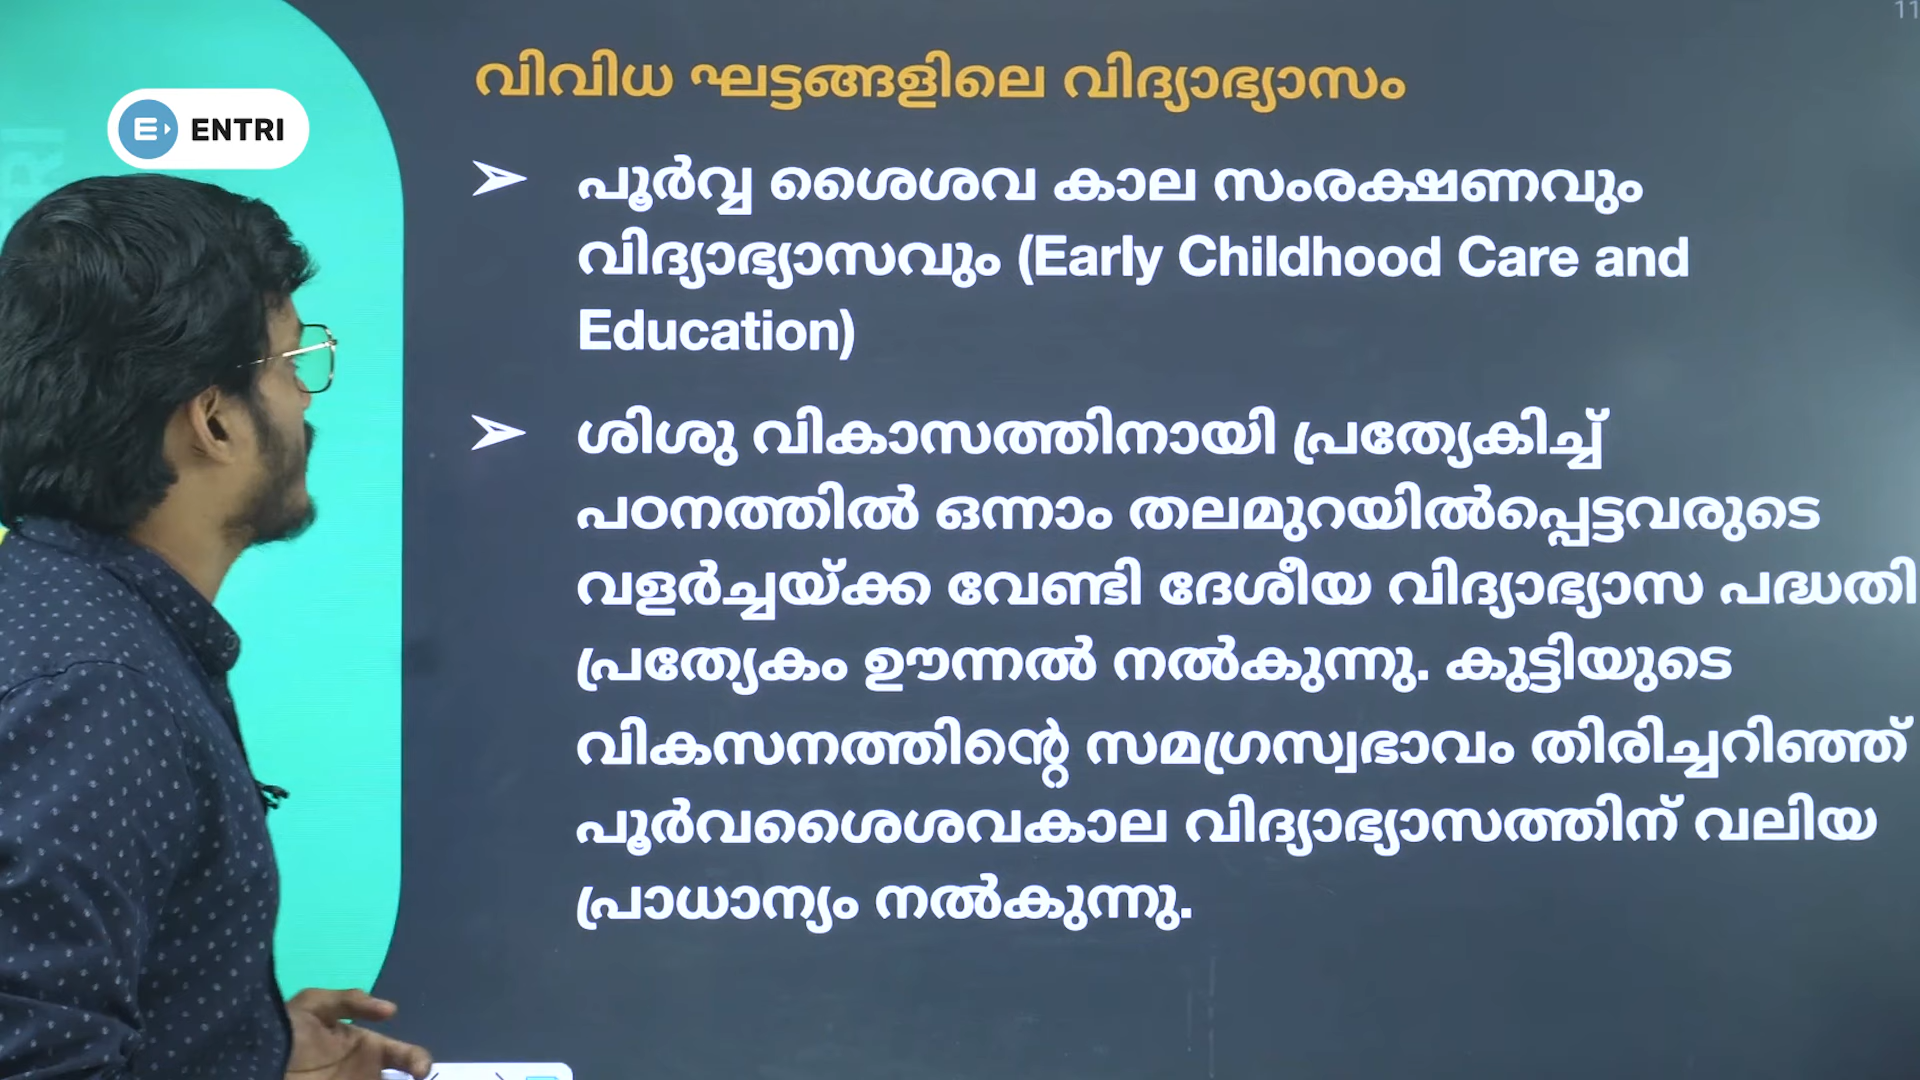 11
ENTRI
വിവിധ ഘട്ടങ്ങളിലെ വിദ്യാഭ്യാസം
പൂർവ്വ ശൈശവ കാല സംരക്ഷണവും
വിദ്യാഭ്യാസവും (Early Childhood Care and
Education)
ശിശു വികാസത്തിനായി പ്രത്യേകിച്ച്
പഠനത്തിൽ ഒന്നാം തലമുറയിൽപ്പെട്ടവരുടെ
വളർച്ചയ്ക്ക വേണ്ടി ദേശീയ വിദ്യാഭ്യാസ പദ്ധതി
പ്രത്യേകം ഊന്നൽ നൽകുന്നു. കുട്ടിയുടെ
വികസനത്തിന്റെ സമഗ്രസ്വഭാവം തിരിച്ചറിഞ്ഞ്
പൂർവശൈശവകാല വിദ്യാഭ്യാസത്തിന് വലിയ
പ്രാധാന്യം നൽകുന്നു.